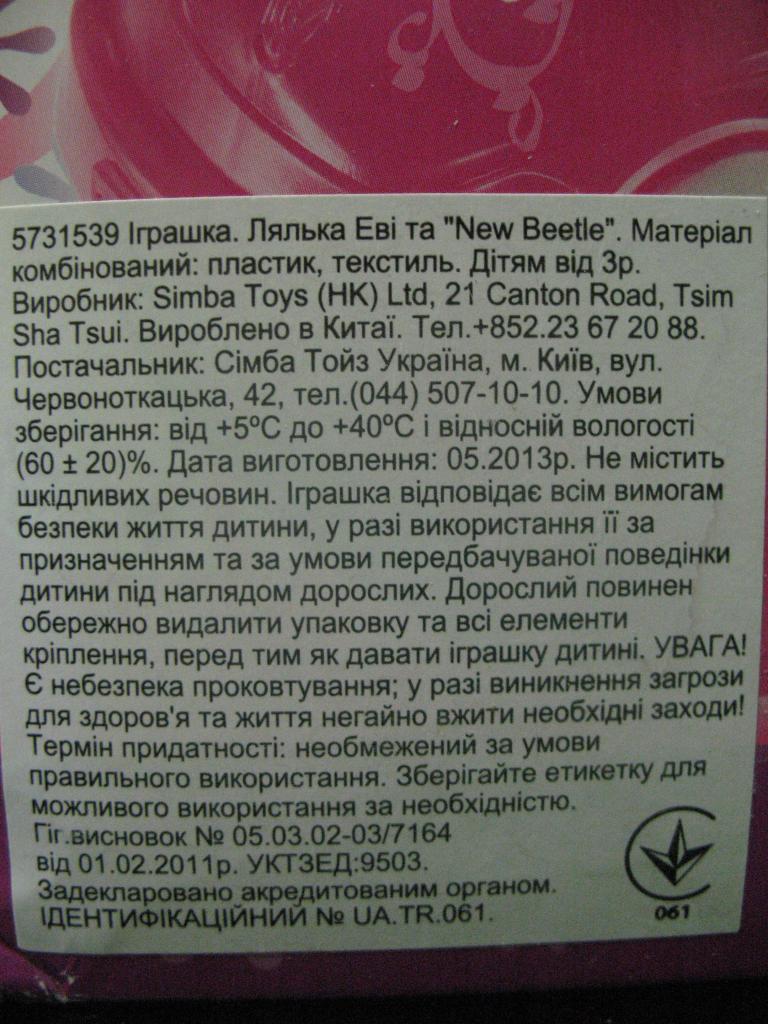 5731539 Іграшка. Лялька Еві та "New Beetle". Матеріал
комбінований: пластик, текстиль. Дітям від 3р.
Виробник: Simba Toys (HK) Ltd, 21 Canton Road, Tsim
Sha Tsui. Вироблено в Китаї. Тел.+852.23 67 20 88.
Постачальник: Сімба Тойз Україна, м. Київ, вул.
Червоноткацька, 42, тел.(044) 507-10-10. Умови
зберігання: від +5ºС до +40ºС і відносній вологості
(60 ± 20)%. Дата виготовлення: 05.2013р. Не містить
шкідливих речовин. Іграшка відповідає всім вимогам
безпеки життя дитини, у разі використання її за
призначенням та за умови передбачуваної поведінки
дитини під наглядом дорослих. Дорослий повинен
обережно видалити упаковку та всі елементи
кріплення, перед тим як давати іграшку дитині. УВАГА!
Є небезпека проковтування; у разі виникнення загрози
для здоров'я та життя негайно вжити необхідні заходи!
Термін придатності: необмежений за умови
правильного використання. Зберігайте етикетку для
можливого використання за необхідністю.
Гіг.висновок № 05.03.02-03/7164
від 01.02.2011р. УКТЗЕД:9503.
Задекларовано акредитованим органом.
ІДЕНТИФІКАЦІЙНИЙ № UA.TR.061.
061